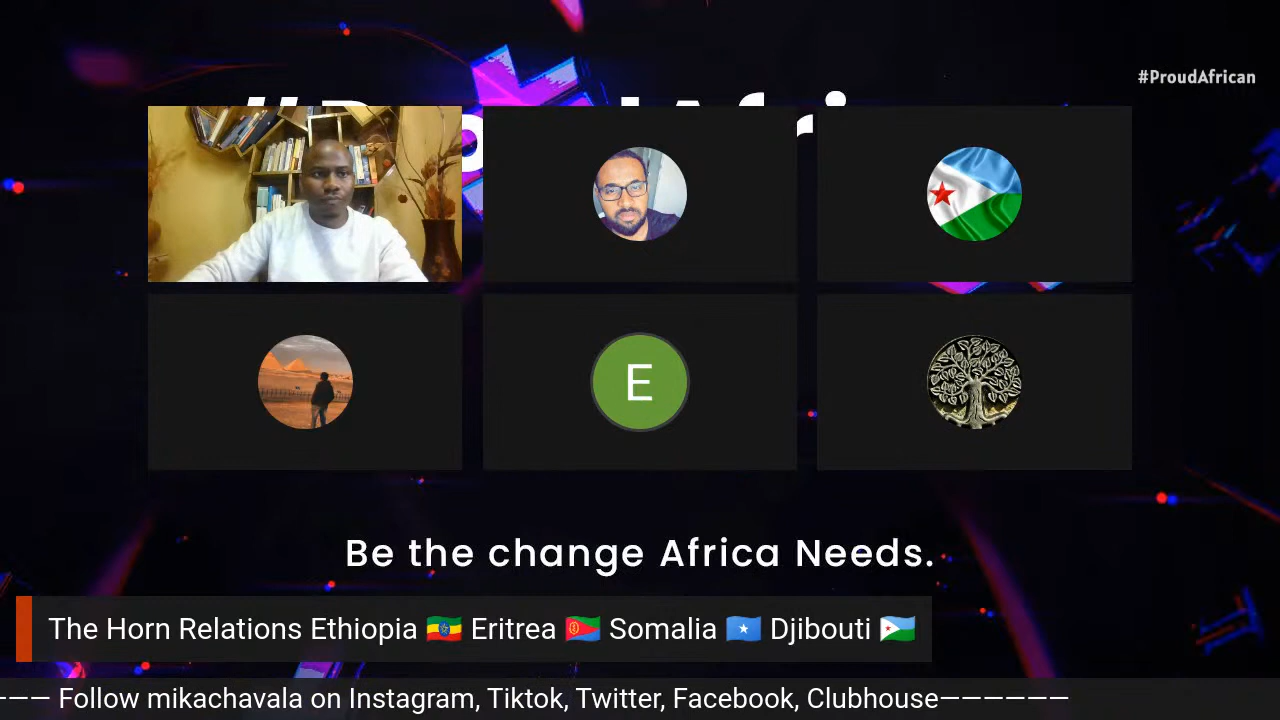 #ProudAfrican
E
Be the change Africa Needs.
The Horn Relations Ethiopia 🇪🇹 Eritrea 🇪🇷 Somalia 🇸🇴 Djibouti 🇩🇯
——— Follow mikachavala on Instagram, Tiktok, Twitter, Facebook, Clubhouse——————